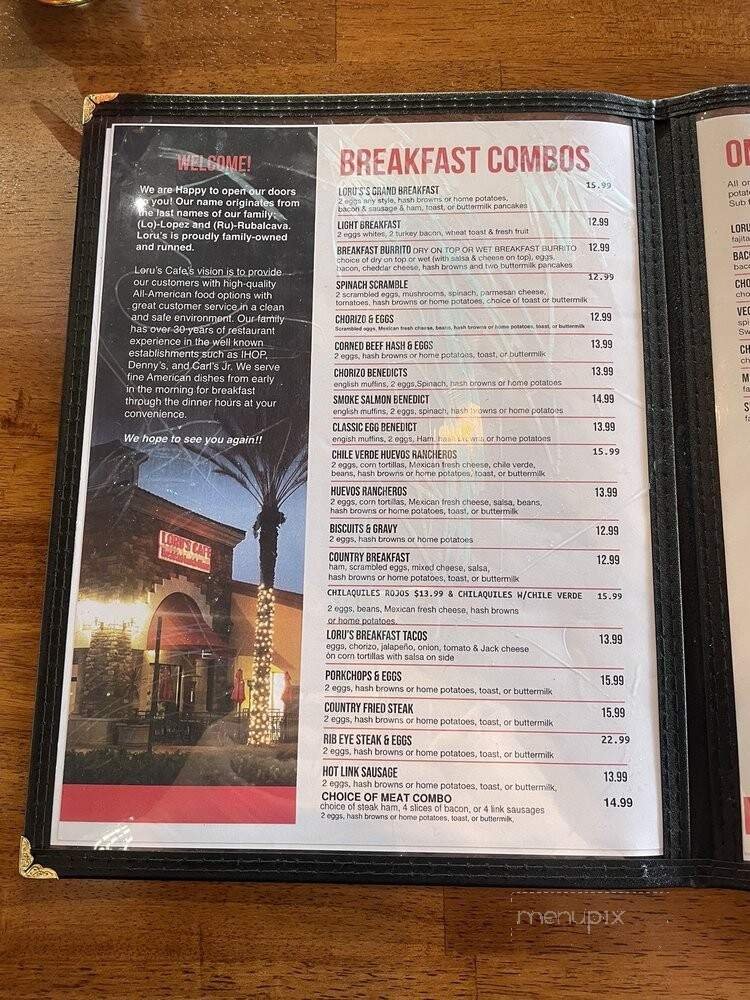 WELCOME!
We are Happy to open our doors
to you! Our name originates from
the last names of our family;
(Lo)-Lopez and (Ru)-Rubalcava.
Loru's is proudly family-owned
and runned.
Loru's Cafe,s vision is to provide
our customers with high-quality
All-American food options with
great customer service in a clean
and safe environment. Our family
has over 30 years of restaurant
experience in the well known
establishments such as IHOP,
Denny's, and Carl's Jr. We serve
fine American dishes from early
in the morning for breakfast
through the dinner hours at your
convenience.
We hope to see you again!!
LORU'S CAFE
BREAKFAST COMBOS
LORU'S'S GRAND BREAKFAST 15.99
2 eggs any style, hash browns or home potatoes,
bacon & sausage & ham, toast, or buttermilk pancakes
LIGHT BREAKFAST 12.99
2 eggs whites, 2 turkey bacon, wheat toast & fresh fruit
BREAKFAST BURRITO DRY ON TOP OR WET BREAKFAST BURRITO 12.99
choice of dry on top or wet (with salsa & cheese on top), eggs,
bacon, cheddar cheese, hash browns and two buttermilk pancakes
SPINACH SCRAMBLE 12.99
2 scrambled eggs, mushrooms, spinach, parmesan cheese,
tomatoes, hash browns or home potatoes, choice of toast or buttermilk
CHORIZO & EGGS 12.99
Scrambled eggs, Mexican fresh cheese, beans, hash browns or home potatoes, toast, or buttermilk
CORNED BEEF HASH & EGGS 13.99
2 eggs, hash browns or home potatoes, toast, or buttermilk
CHORIZO BENEDICTS 13.99
english muffins, 2 eggs,Spinach, hash browns or home potatoes
SMOKE SALMON BENEDICT 14.99
english muffins, 2 eggs, spinach, hash browns or home potatoes
CLASSIC EGG BENEDICT 13.99
engish muffins, 2 eggs, Ham, hash browns or home potatoes
CHILE VERDE HUEVOS RANCHEROS 15.99
2 eggs, corn tortillas, Mexican fresh cheese, chile verde,
beans, hash browns or home potatoes, toast, or buttermilk
HUEVOS RANCHEROS 13.99
2 eggs, corn tortillas, Mexican fresh cheese, salsa, beans,
hash browns or home potatoes, toast, or buttermilk
BISCUITS & GRAVY 12.99
2 eggs, hash browns or home potatoes
COUNTRY BREAKFAST 12.99
ham, scrambled eggs, mixed cheese, salsa,
hash browns or home potatoes, toast, or buttermilk
CHILAQUILES ROJOS $13.99 & CHILAQUILES W/CHILE VERDE 15.99
2 eggs, beans, Mexican fresh cheese, hash browns
or home potatoes.
LORU'S BREAKFAST TACOS 13.99
eggs, chorizo, jalapeño, onion, tomato & Jack cheese
on corn tortillas with salsa on side
PORKCHOPS & EGGS 15.99
2 eggs, hash browns or home potatoes, toast, or buttermilk
COUNTRY FRIED STEAK 15.99
2 eggs, hash browns or home potatoes, toast, or buttermilk
RIB EYE STEAK & EGGS 22.99
2 eggs, hash browns or home potatoes, toast, or buttermilk
HOT LINK SAUSAGE 13.99
2 eggs, hash browns or home potatoes, toast, or buttermilk,
CHOICE OF MEAT COMBO 14.99
choice of steak ham, 4 slices of bacon, or 4 link sausages
2 eggs, hash browns or home potatoes, toast, or buttermilk,
menupix